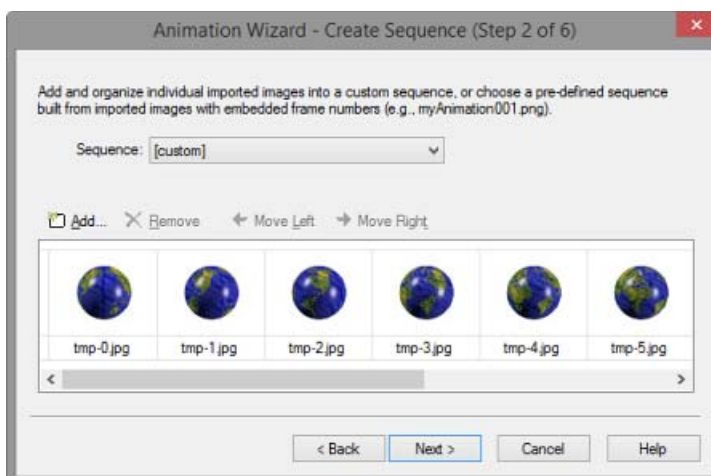 Animation Wizard - Create Sequence (Step 2 of 6)
Add and organize individual imported images into a custom sequence, or choose a pre-defined sequence
built from imported images with embedded frame numbers (e.g., myAnimation001.png).
Sequence: [custom]
Add... Remove Move Left Move Right
tmp-0.jpg tmp-1.jpg tmp-2.jpg tmp-3.jpg tmp-4.jpg tmp-5.jpg
< Back Next > Cancel Help